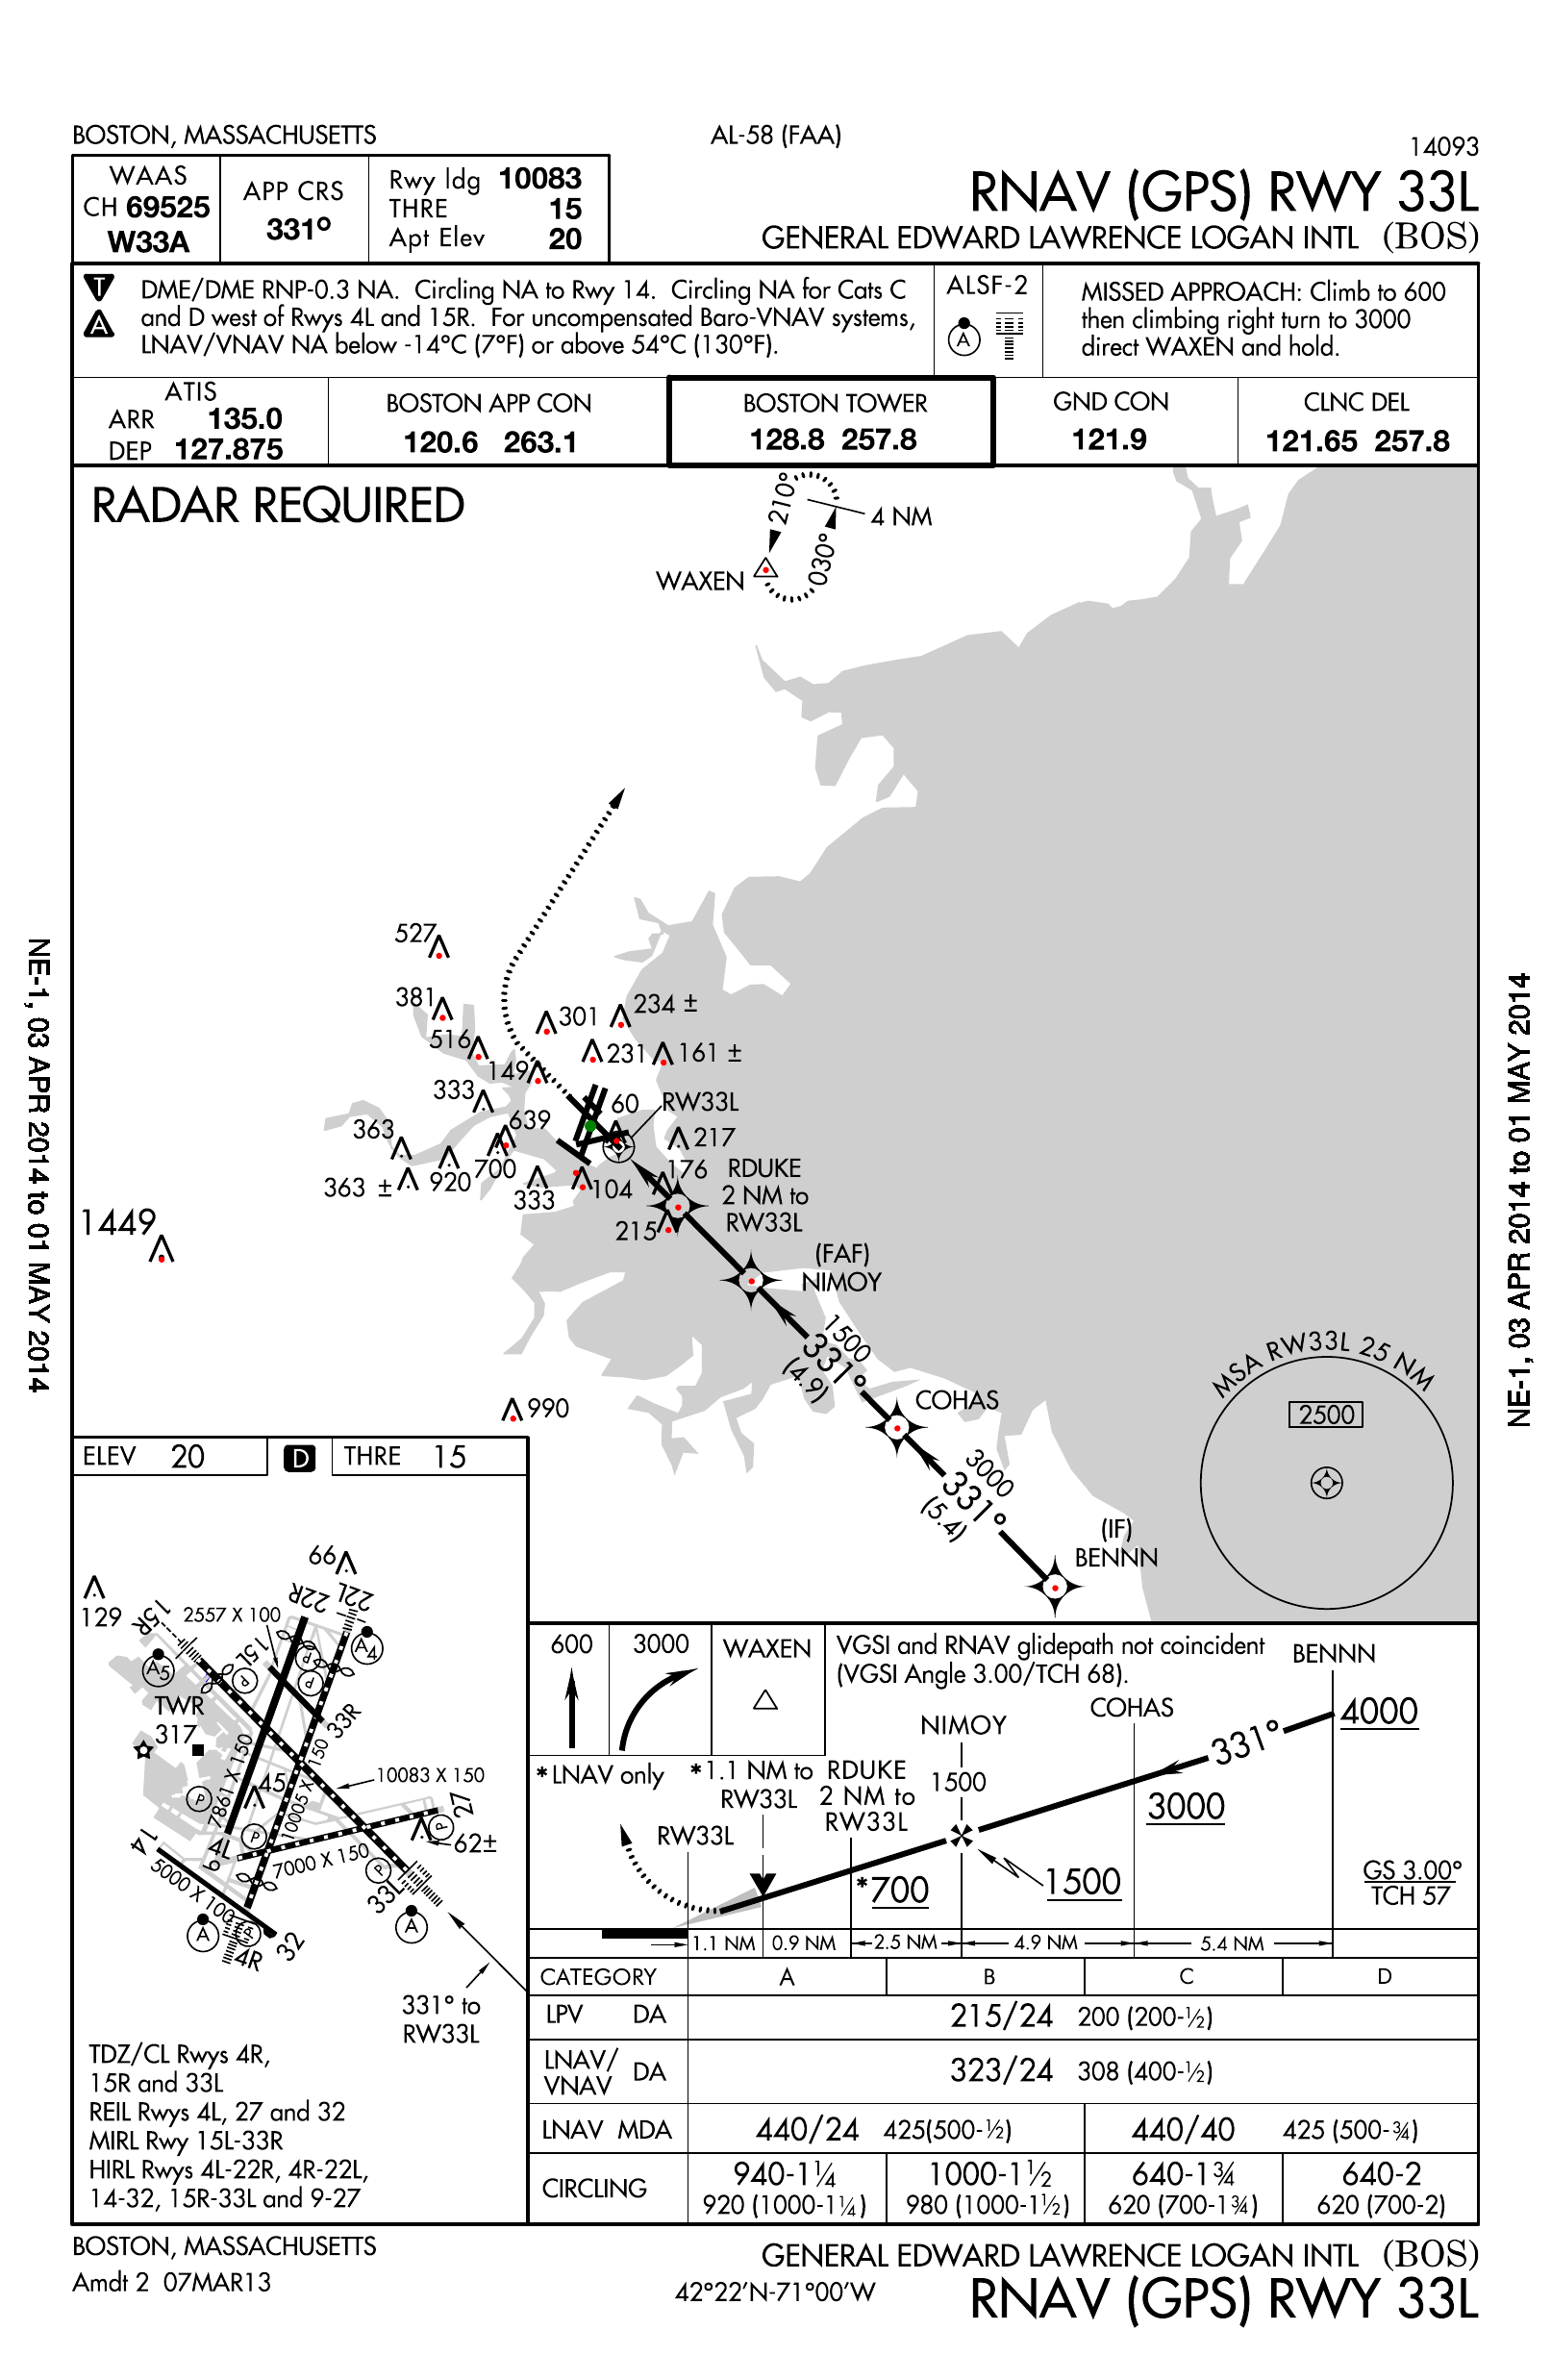 BOSTON, MASSACHUSETTS
AL-58 (FAA)
14093
WAAS
CH 69525
W33A
APP CRS
331°
Rwy ldg 10083
THRE 15
Apt Elev 20
RNAV (GPS) RWY 33L
GENERAL EDWARD LAWRENCE LOGAN INTL (BOS)
T
A
DME/DME RNP-0.3 NA. Circling NA to Rwy 14. Circling NA for Cats C
and D west of Rwys 4L and 15R. For uncompensated Baro-VNAV systems,
LNAV/VNAV NA below -14°C (7°F) or above 54°C (130°F).
ALSF-2
A
MISSED APPROACH: Climb to 600
then climbing right turn to 3000
direct WAXEN and hold.
ATIS
ARR 135.0
DEP 127.875
BOSTON APP CON
120.6 263.1
BOSTON TOWER
128.8 257.8
GND CON
121.9
CLNC DEL
121.65 257.8
RADAR REQUIRED
210°
030°
4 NM
WAXEN
527
381
516
301
234 ±
231
161 ±
149
333
60
RW33L
639
363
217
363 ±
920
700
333
104
176
RDUKE
2 NM to
RW33L
215
1449
(FAF)
NIMOY
1500
331°
(4.9)
COHAS
990
3000
331°
(5.4)
(IF)
BENNN
MSA RW33L 25 NM
2500
NE-1, 03 APR 2014 to 01 MAY 2014
NE-1, 03 APR 2014 to 01 MAY 2014
ELEV 20
D
THRE 15
66
129
15R
2557 X 100
22R
22L
15L
P
P
P
A4
A5
TWR
317
33R
7861 X 150
10005 X 150
10083 X 150
45
P
P
27
P
62±
14
4L
9
7000 X 150
P
33L
5000 X 100
P
A
A
4R
32
331° to
RW33L
TDZ/CL Rwys 4R,
15R and 33L
REIL Rwys 4L, 27 and 32
MIRL Rwy 15L-33R
HIRL Rwys 4L-22R, 4R-22L,
14-32, 15R-33L and 9-27
600
3000
WAXEN
VGSI and RNAV glidepath not coincident
(VGSI Angle 3.00/TCH 68).
BENNN
4000
COHAS
331°
NIMOY
1500
3000
*LNAV only
*1.1 NM to
RW33L
RDUKE
2 NM to
RW33L
RW33L
*700
1500
GS 3.00°
TCH 57
1.1 NM
0.9 NM
2.5 NM
4.9 NM
5.4 NM
CATEGORY A B C D
LPV DA 215/24 200 (200-½)
LNAV/
VNAV DA 323/24 308 (400-½)
LNAV MDA 440/24 425(500-½) 440/40 425 (500-¾)
CIRCLING
940-1¼
920 (1000-1¼)
1000-1½
980 (1000-1½)
640-1¾
620 (700-1¾)
640-2
620 (700-2)
BOSTON, MASSACHUSETTS
Amdt 2 07MAR13
42°22'N-71°00'W
GENERAL EDWARD LAWRENCE LOGAN INTL (BOS)
RNAV (GPS) RWY 33L